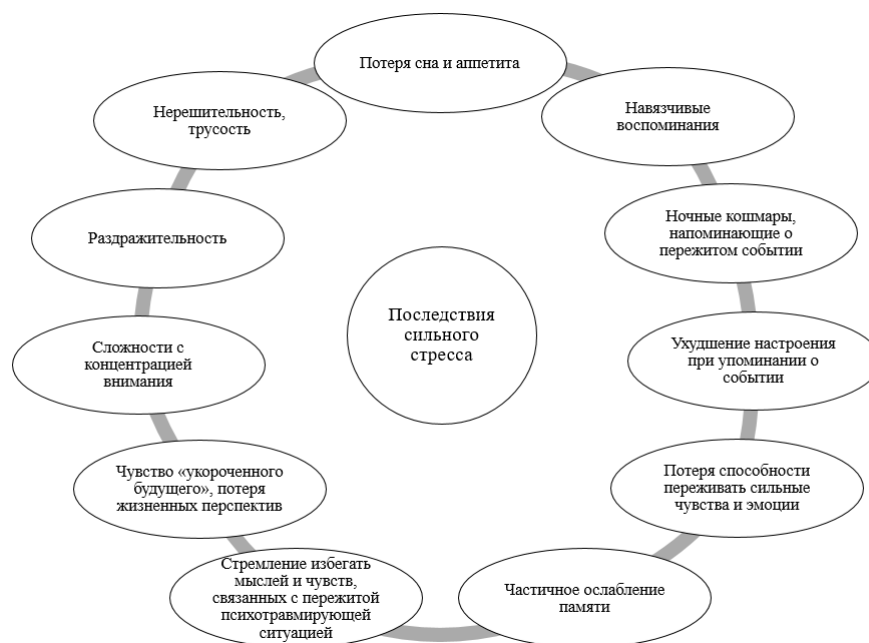 Потеря сна и аппетита
Навязчивые
воспоминания
Ночные кошмары,
напоминающие о
пережитом событии
Ухудшение настроения
при упоминании о
событии
Потеря способности
переживать сильные
чувства и эмоции
Частичное ослабление
памяти
Стремление избегать
мыслей и чувств,
связанных с пережитой
психотравмирующей
ситуацией
Чувство «укороченного
будущего», потеря
жизненных перспектив
Сложности с
концентрацией
внимания
Раздражительность
Нерешительность,
трусость
Последствия
сильного
стресса